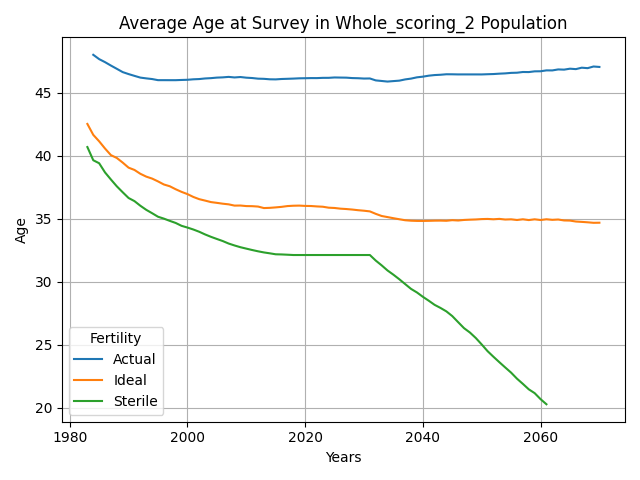 Average Age at Survey in Whole_scoring_2 Population
Age
45
40
35
30
25
20
Fertility
Actual
Ideal
Sterile
1980
2000
2020
2040
2060
Years